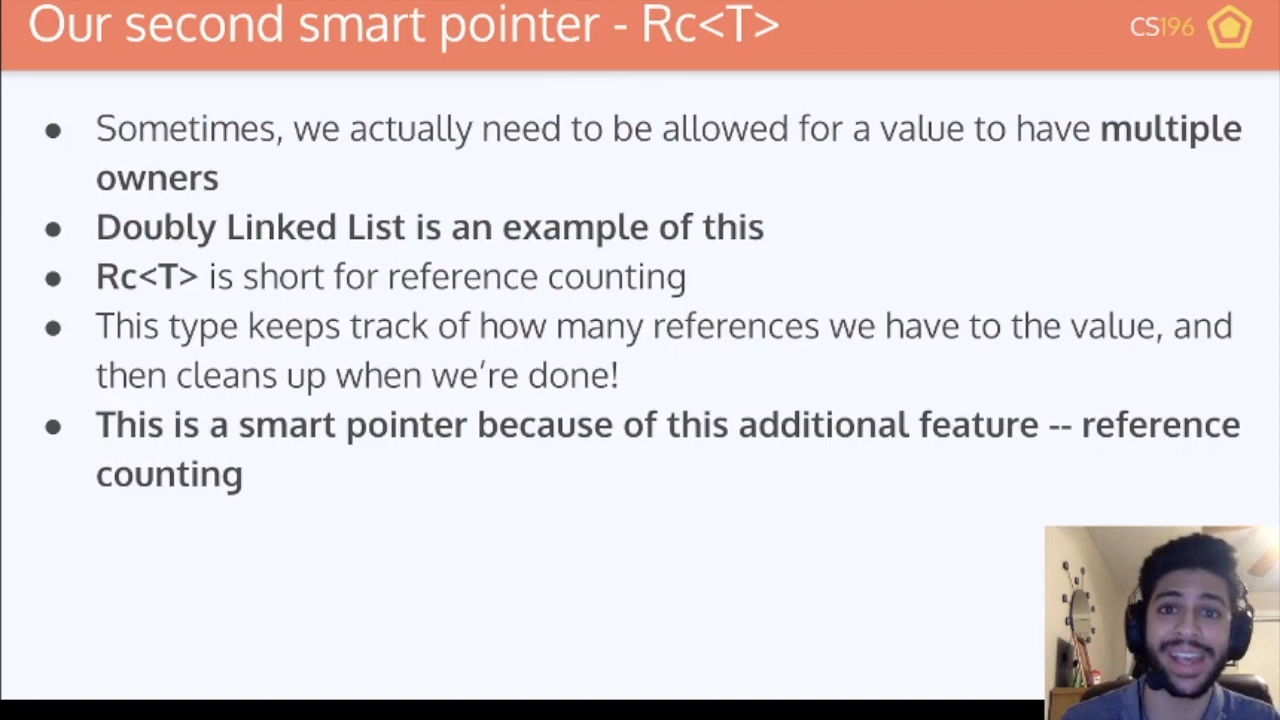 Our second smart pointer - Rc<T>
CS196
● Sometimes, we actually need to be allowed for a value to have multiple
owners
● Doubly Linked List is an example of this
● Rc<T> is short for reference counting
● This type keeps track of how many references we have to the value, and
then cleans up when we’re done!
● This is a smart pointer because of this additional feature -- reference
counting